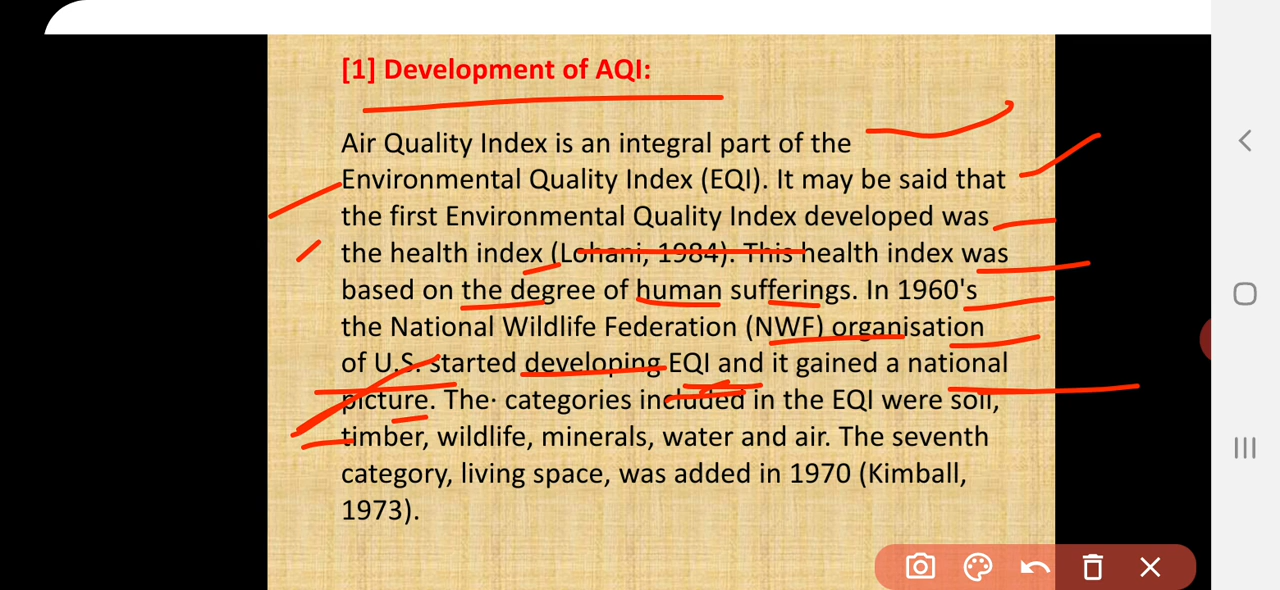 [1] Development of AQI:
Air Quality Index is an integral part of the
Environmental Quality Index (EQI). It may be said that
the first Environmental Quality Index developed was
the health index (Lohani, 1984). This health index was
based on the degree of human sufferings. In 1960's
the National Wildlife Federation (NWF) organisation
of U.S. started developing EQI and it gained a national
picture. The· categories included in the EQI were soil,
timber, wildlife, minerals, water and air. The seventh
category, living space, was added in 1970 (Kimball,
1973).